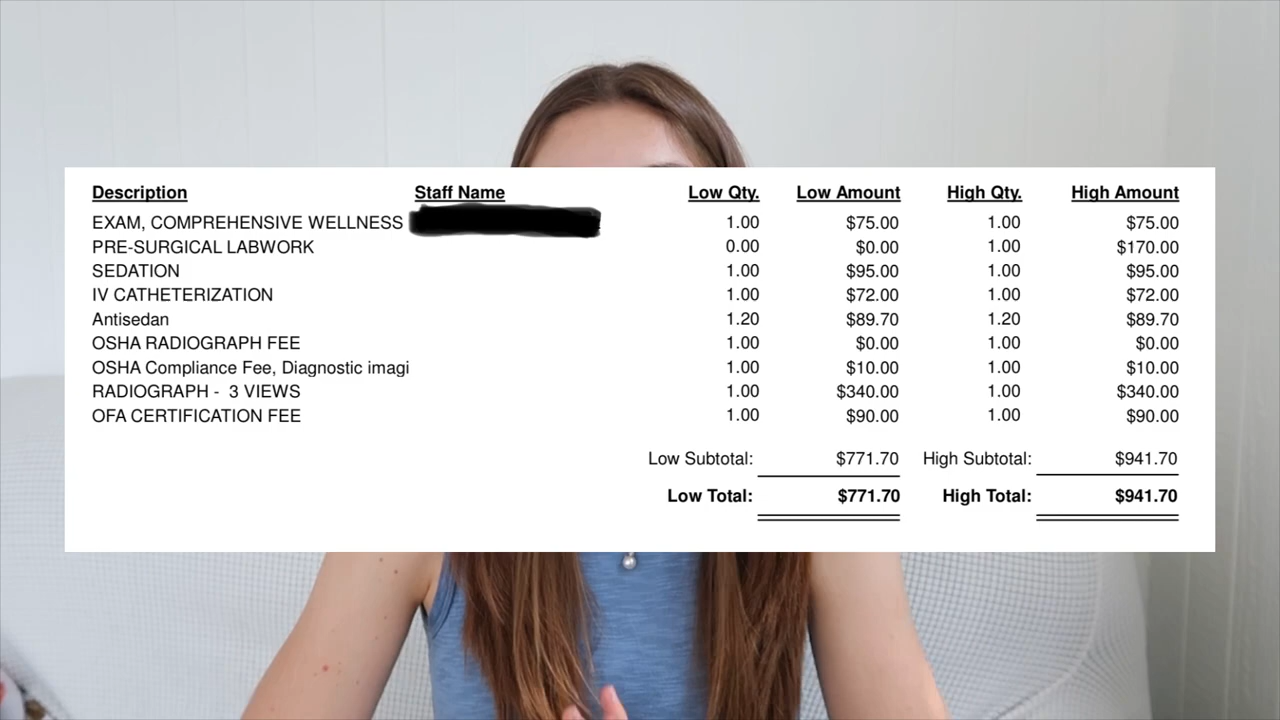 Description Staff Name Low Qty. Low Amount High Qty. High Amount
EXAM, COMPREHENSIVE WELLNESS 1.00 $75.00 1.00 $75.00
PRE-SURGICAL LABWORK 0.00 $0.00 1.00 $170.00
SEDATION 1.00 $95.00 1.00 $95.00
IV CATHETERIZATION 1.00 $72.00 1.00 $72.00
Antisedan 1.20 $89.70 1.20 $89.70
OSHA RADIOGRAPH FEE 1.00 $0.00 1.00 $0.00
OSHA Compliance Fee, Diagnostic imagi 1.00 $10.00 1.00 $10.00
RADIOGRAPH - 3 VIEWS 1.00 $340.00 1.00 $340.00
OFA CERTIFICATION FEE 1.00 $90.00 1.00 $90.00
Low Subtotal: $771.70 High Subtotal: $941.70
Low Total: $771.70 High Total: $941.70